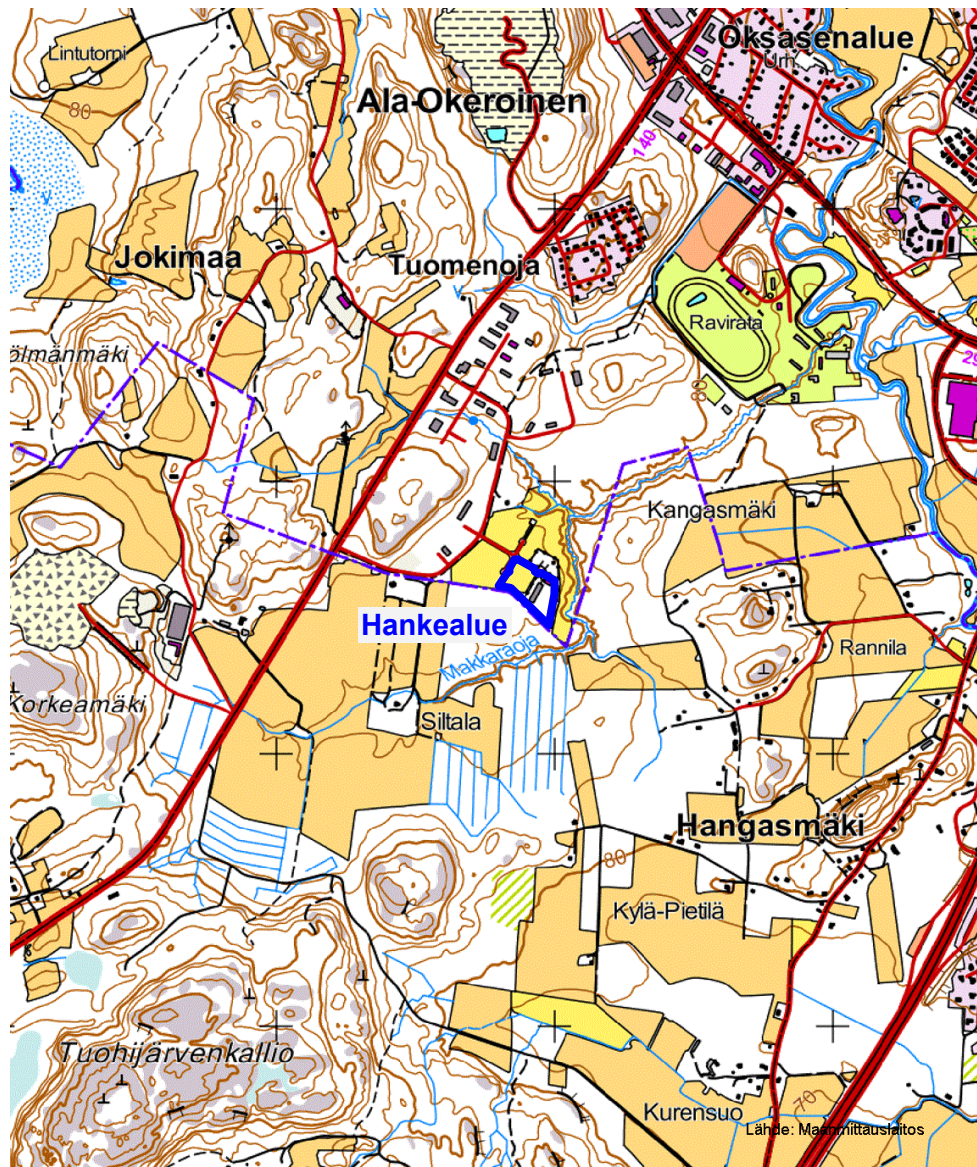 Oksasenalue
Urh.
Lintutorni
Ala-Okeroinen
80
140
Jokimaa
Tuomenoja
Ravirata
80
Kangasmäki
Hankealue
Makkaraoja
Rannila
Korkeamäki
Siltala
Hangasmäki
80
Kylä-Pietilä
Tuohijärvenkallio
Kurensuo
70
Lähde: Maanmittauslaitos